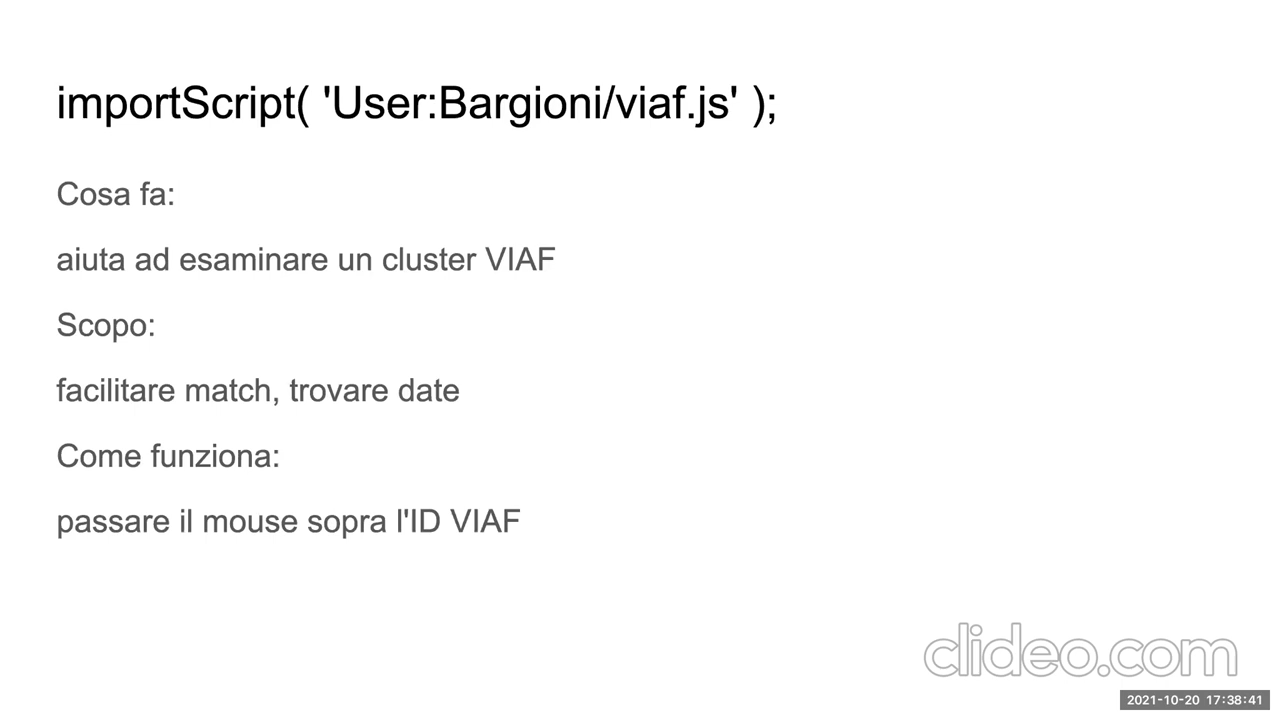 importScript( 'User:Bargioni/viaf.js' );
Cosa fa:
aiuta ad esaminare un cluster VIAF
Scopo:
facilitare match, trovare date
Come funziona:
passare il mouse sopra l'ID VIAF
clideo.com
2021-10-20 17:38:41